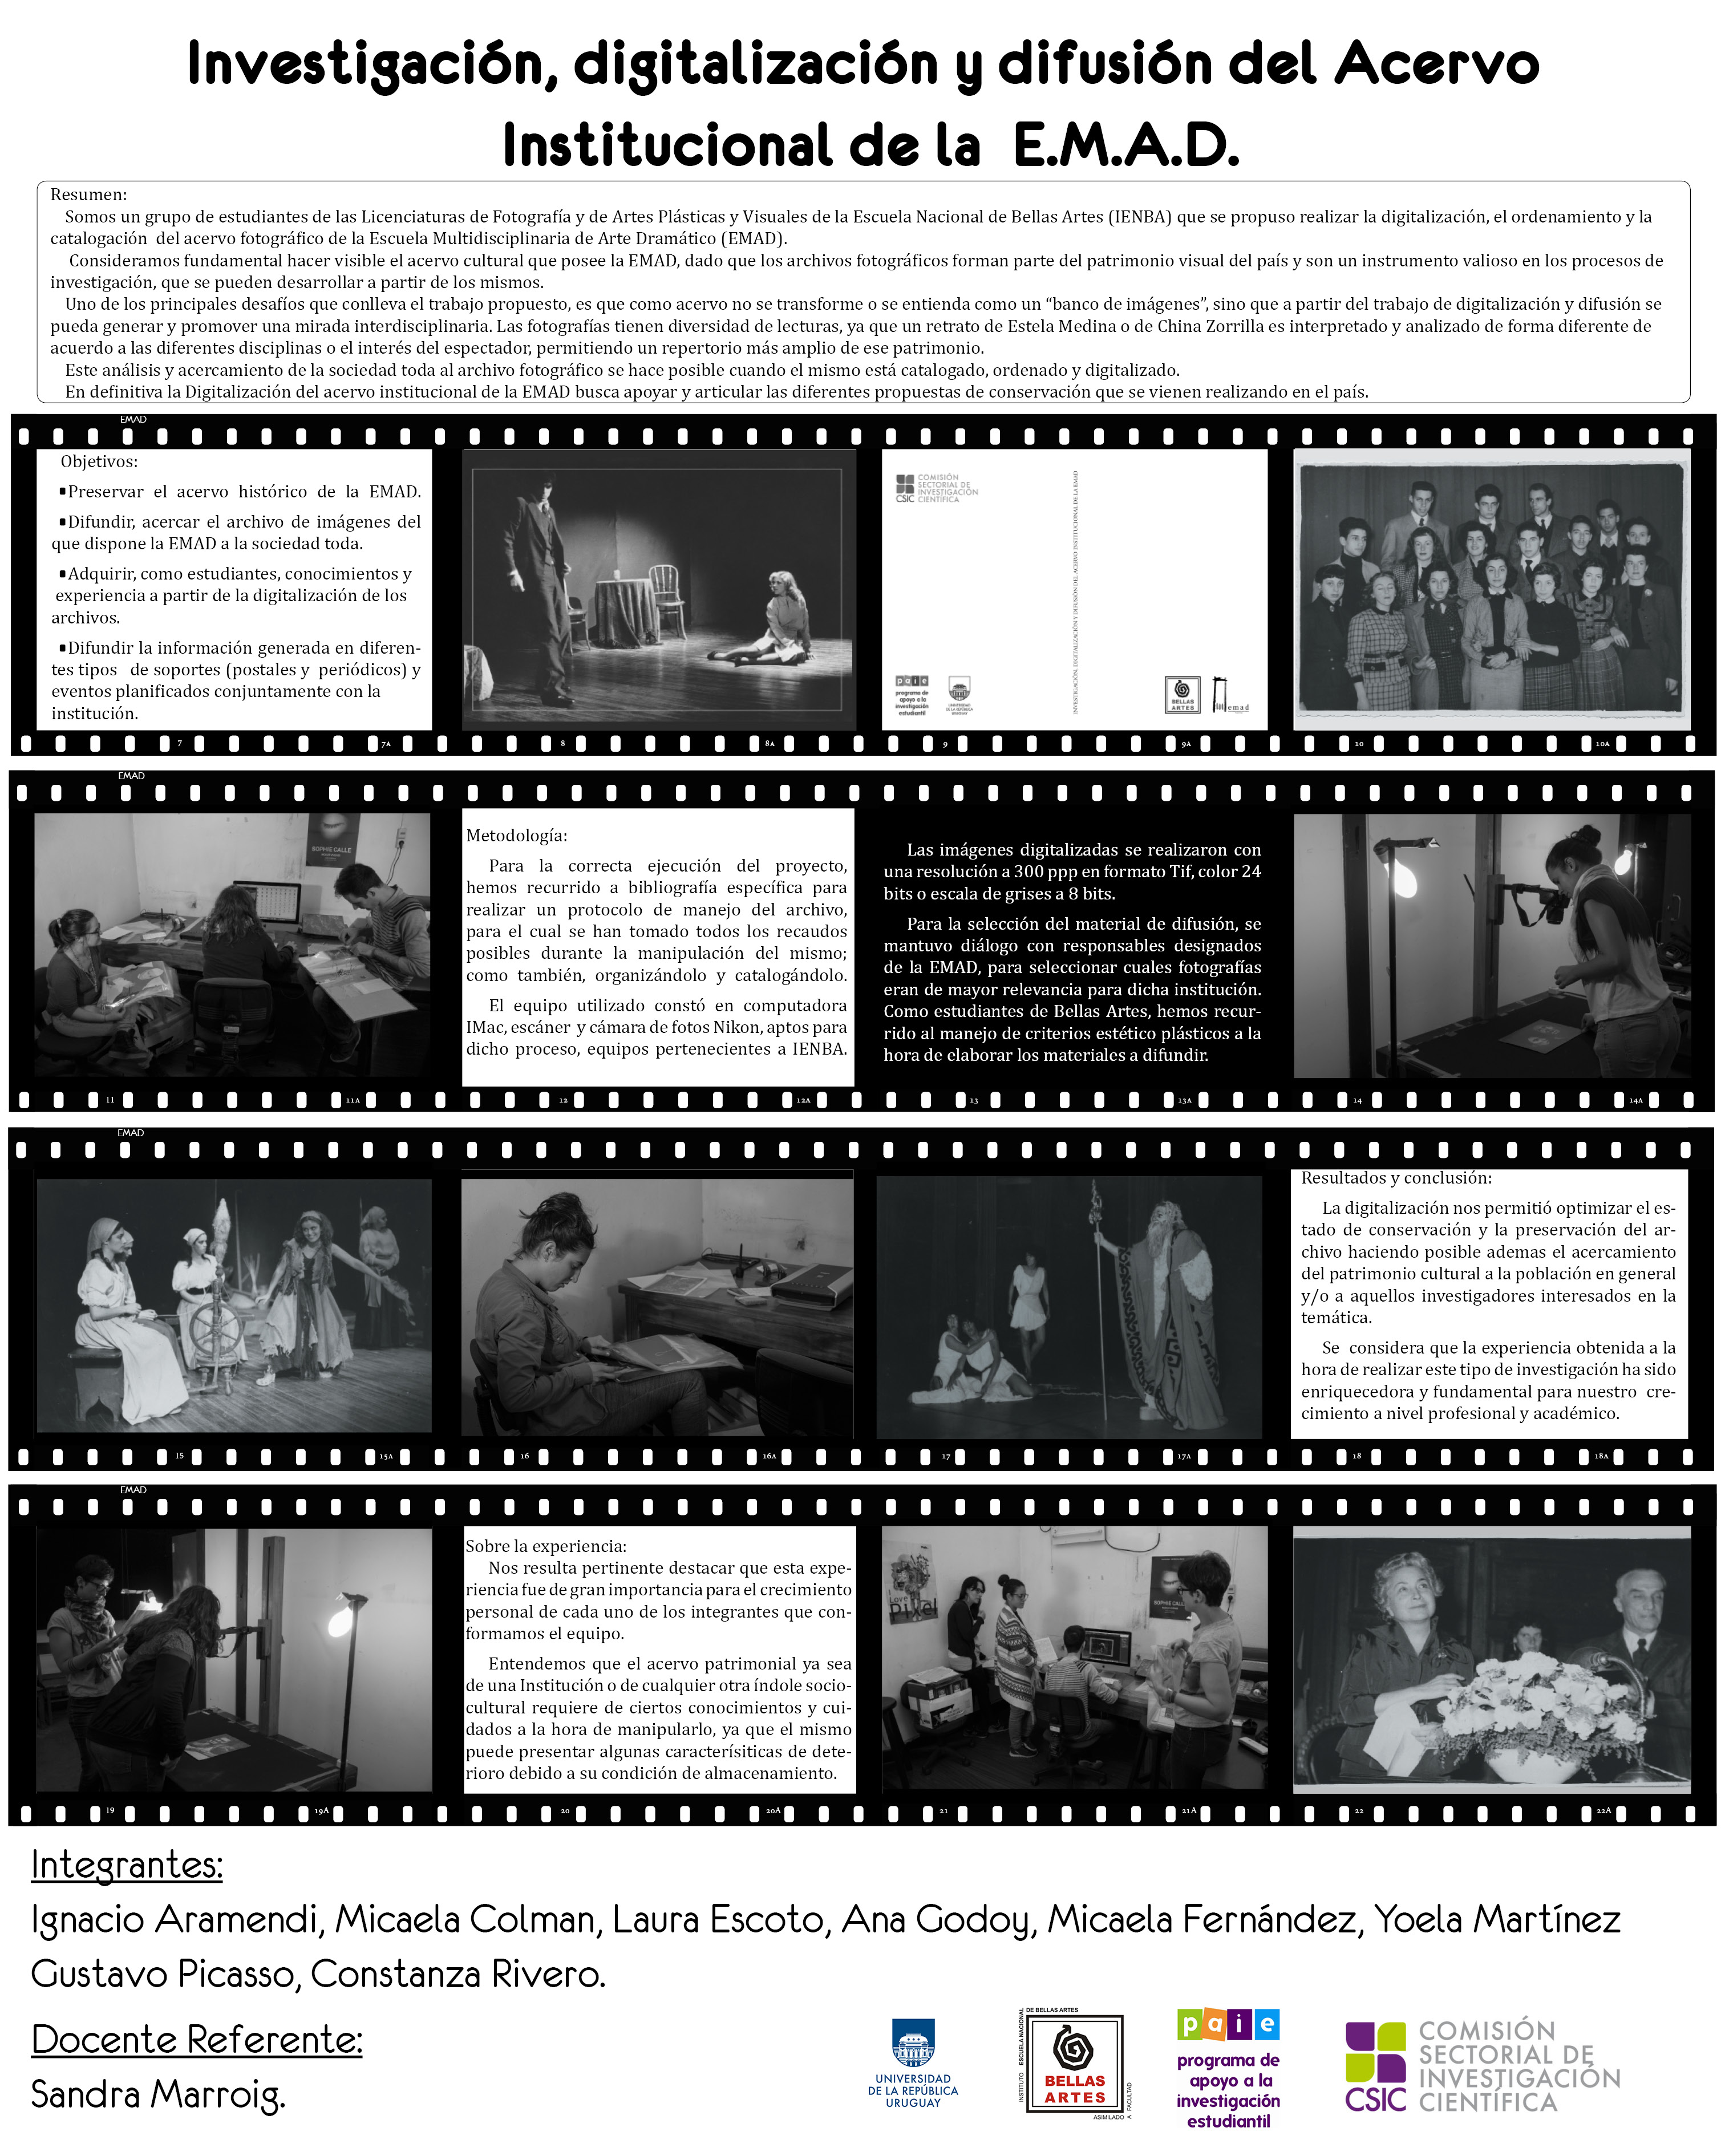 Investigación, digitalización y difusión del Acervo
Institucional de la E.M.A.D.
Resumen:
Somos un grupo de estudiantes de las Licenciaturas de Fotografía y de Artes Plásticas y Visuales de la Escuela Nacional de Bellas Artes (IENBA) que se propuso realizar la digitalización, el ordenamiento y la
catalogación del acervo fotográfico de la Escuela Multidisciplinaria de Arte Dramático (EMAD).
Consideramos fundamental hacer visible el acervo cultural que posee la EMAD, dado que los archivos fotográficos forman parte del patrimonio visual del país y son un instrumento valioso en los procesos de
investigación, que se pueden desarrollar a partir de los mismos.
Uno de los principales desafíos que conlleva el trabajo propuesto, es que como acervo no se transforme o se entienda como un “banco de imágenes”, sino que a partir del trabajo de digitalización y difusión se
pueda generar y promover una mirada interdisciplinaria. Las fotografías tienen diversidad de lecturas, ya que un retrato de Estela Medina o de China Zorrilla es interpretado y analizado de forma diferente de
acuerdo a las diferentes disciplinas o el interés del espectador, permitiendo un repertorio más amplio de ese patrimonio.
Este análisis y acercamiento de la sociedad toda al archivo fotográfico se hace posible cuando el mismo está catalogado, ordenado y digitalizado.
En definitiva la Digitalización del acervo institucional de la EMAD busca apoyar y articular las diferentes propuestas de conservación que se vienen realizando en el país.
EMAD
Objetivos:
▪Preservar el acervo histórico de la EMAD.
▪Difundir, acercar el archivo de imágenes del
que dispone la EMAD a la sociedad toda.
▪Adquirir, como estudiantes, conocimientos y
experiencia a partir de la digitalización de los
archivos.
▪Difundir la información generada en diferen-
tes tipos de soportes (postales y periódicos) y
eventos planificados conjuntamente con la
institución.
CSIC
COMISIÓN
SECTORIAL DE
INVESTIGACIÓN
CIENTÍFICA
INVESTIGACIÓN, DIGITALIZACIÓN Y DIFUSIÓN DEL ACERVO INSTITUCIONAL DE LA EMAD
paie
programa de
apoyo a la
investigación
estudiantil
UNIVERSIDAD
DE LA REPÚBLICA
URUGUAY
BELLAS
ARTES
emad
7 7A 8 8A 9 9A 10 10A
EMAD
SOPHIE CALLE
Metodología:
Para la correcta ejecución del proyecto,
hemos recurrido a bibliografía específica para
realizar un protocolo de manejo del archivo,
para el cual se han tomado todos los recaudos
posibles durante la manipulación del mismo;
como también, organizándolo y catalogándolo.
El equipo utilizado constó en computadora
IMac, escáner y cámara de fotos Nikon, aptos para
dicho proceso, equipos pertenecientes a IENBA.
Las imágenes digitalizadas se realizaron con
una resolución a 300 ppp en formato Tif, color 24
bits o escala de grises a 8 bits.
Para la selección del material de difusión, se
mantuvo diálogo con responsables designados
de la EMAD, para seleccionar cuales fotografías
eran de mayor relevancia para dicha institución.
Como estudiantes de Bellas Artes, hemos recur-
rido al manejo de criterios estético plásticos a la
hora de elaborar los materiales a difundir.
11 11A 12 12A 13 13A 14 14A
EMAD
Resultados y conclusión:
La digitalización nos permitió optimizar el es-
tado de conservación y la preservación del ar-
chivo haciendo posible ademas el acercamiento
del patrimonio cultural a la población en general
y/o a aquellos investigadores interesados en la
temática.
Se considera que la experiencia obtenida a la
hora de realizar este tipo de investigación ha sido
enriquecedora y fundamental para nuestro cre-
cimiento a nivel profesional y académico.
15 15A 16 16A 17 17A 18 18A
EMAD
Sobre la experiencia:
Nos resulta pertinente destacar que esta expe-
riencia fue de gran importancia para el crecimiento
personal de cada uno de los integrantes que con-
formamos el equipo.
Entendemos que el acervo patrimonial ya sea
de una Institución o de cualquier otra índole socio-
cultural requiere de ciertos conocimientos y cui-
dados a la hora de manipularlo, ya que el mismo
puede presentar algunas caracterísiticas de dete-
rioro debido a su condición de almacenamiento.
Love
Pixel
SOPHIE CALLE
19 19A 20 20A 21 21A 22 22A
Integrantes:
Ignacio Aramendi, Micaela Colman, Laura Escoto, Ana Godoy, Micaela Fernández, Yoela Martínez
Gustavo Picasso, Constanza Rivero.
Docente Referente:
Sandra Marroig.
UNIVERSIDAD
DE LA REPÚBLICA
URUGUAY
INSTITUTO ESCUELA NACIONAL
DE BELLAS ARTES
BELLAS
ARTES
ASIMILADO
A FACULTAD
paie
programa de
apoyo a la
investigación
estudiantil
CSIC
COMISIÓN
SECTORIAL DE
INVESTIGACIÓN
CIENTÍFICA